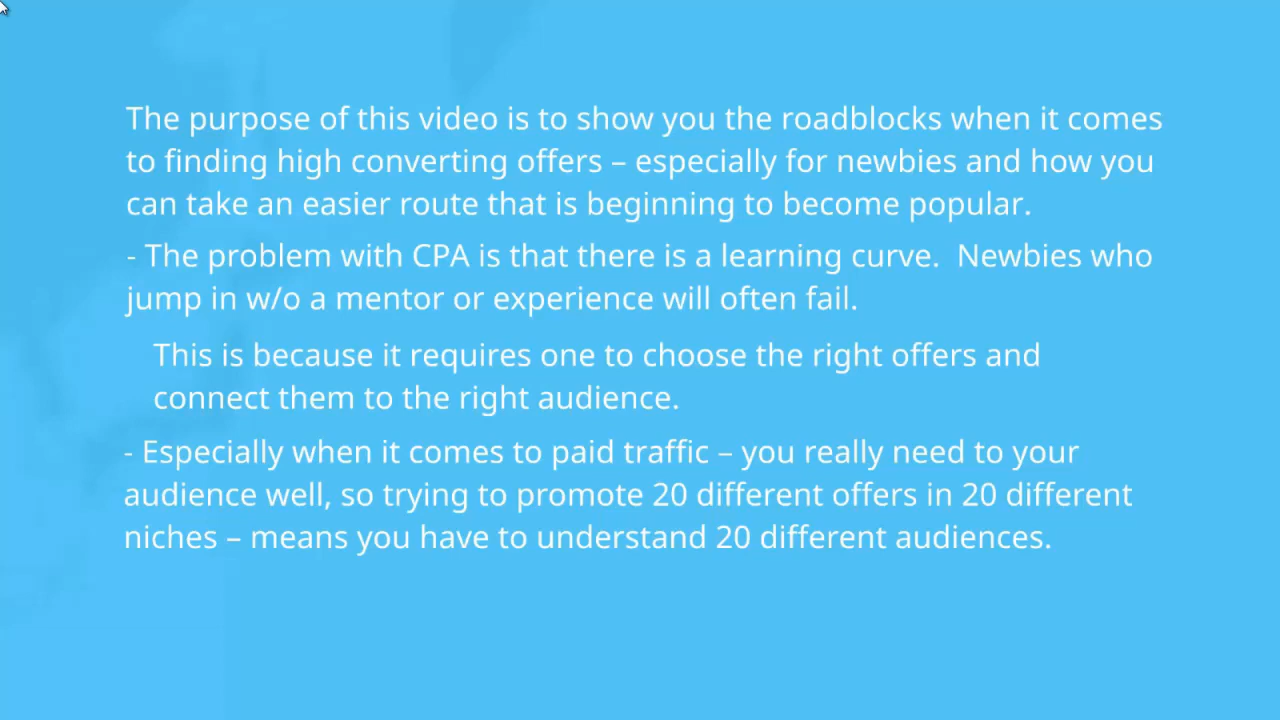 The purpose of this video is to show you the roadblocks when it comes
to finding high converting offers – especially for newbies and how you
can take an easier route that is beginning to become popular.
- The problem with CPA is that there is a learning curve.  Newbies who
jump in w/o a mentor or experience will often fail.
This is because it requires one to choose the right offers and
connect them to the right audience.
- Especially when it comes to paid traffic – you really need to your
audience well, so trying to promote 20 different offers in 20 different
niches – means you have to understand 20 different audiences.